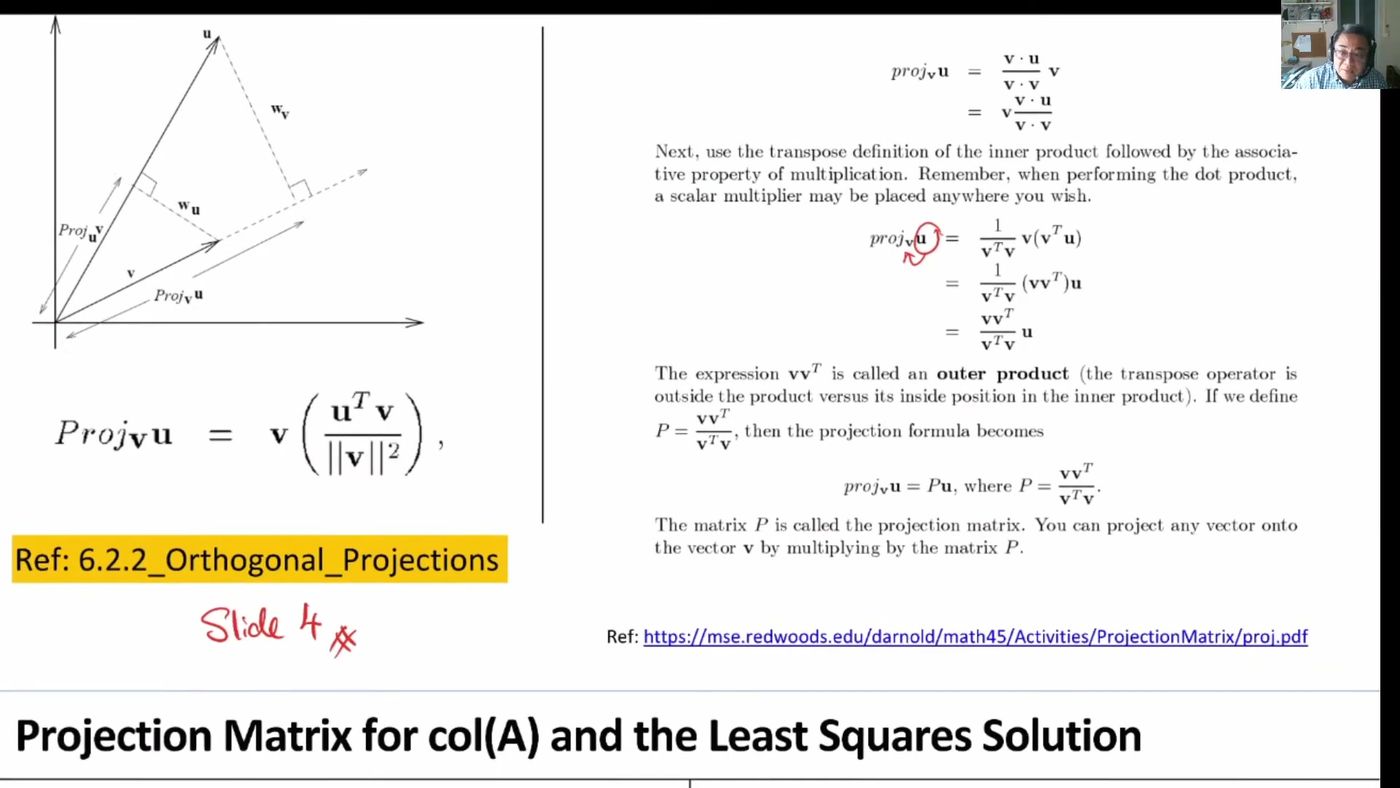 u
w_v
w_u
Proj_u v
v
Proj_v u
Proj_v u = v ( u^T v / ||v||^2 ) ,
Ref: 6.2.2_Orthogonal_Projections
Slide 4
proj_v u = (v · u / v · v) v
= v (v · u / v · v)
Next, use the transpose definition of the inner product followed by the associa-
tive property of multiplication. Remember, when performing the dot product,
a scalar multiplier may be placed anywhere you wish.
proj_v u = (1 / v^T v) v(v^T u)
= (1 / v^T v) (vv^T)u
= (vv^T / v^T v) u
The expression vv^T is called an outer product (the transpose operator is
outside the product versus its inside position in the inner product). If we define
P = vv^T / v^T v, then the projection formula becomes
proj_v u = Pu, where P = vv^T / v^T v.
The matrix P is called the projection matrix. You can project any vector onto
the vector v by multiplying by the matrix P.
Ref: https://mse.redwoods.edu/darnold/math45/Activities/ProjectionMatrix/proj.pdf
Projection Matrix for col(A) and the Least Squares Solution